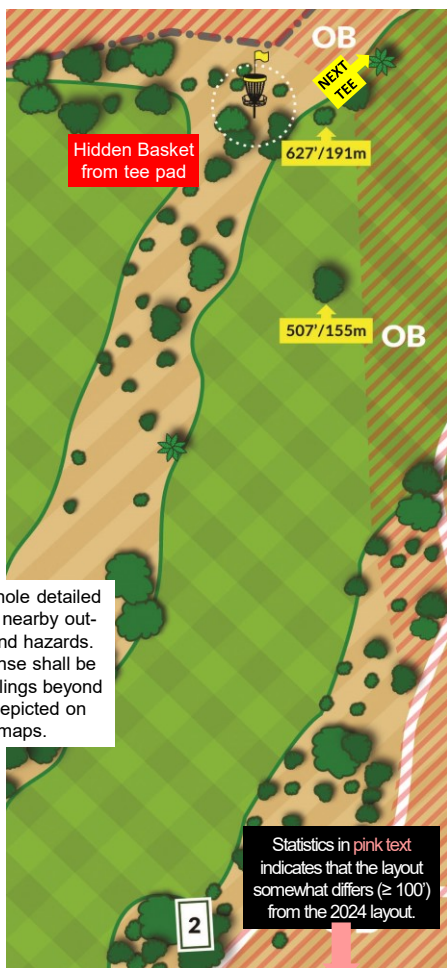 OB
NEXT
TEE
Hidden Basket
from tee pad
627'/191m
507'/155m
OB
hole detailed
nearby out-
nd hazards.
nse shall be
lings beyond
epicted on
maps.
2
Statistics in pink text
indicates that the layout
somewhat differs (≥ 100')
from the 2024 layout.